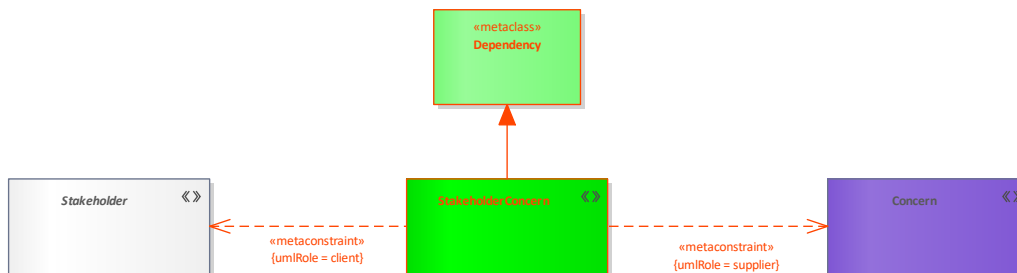 «metaclass»
Dependency
Stakeholder
«»
StakeholderConcern
«»
Concern
«»
«metaconstraint»
{umlRole = client}
«metaconstraint»
{umlRole = supplier}